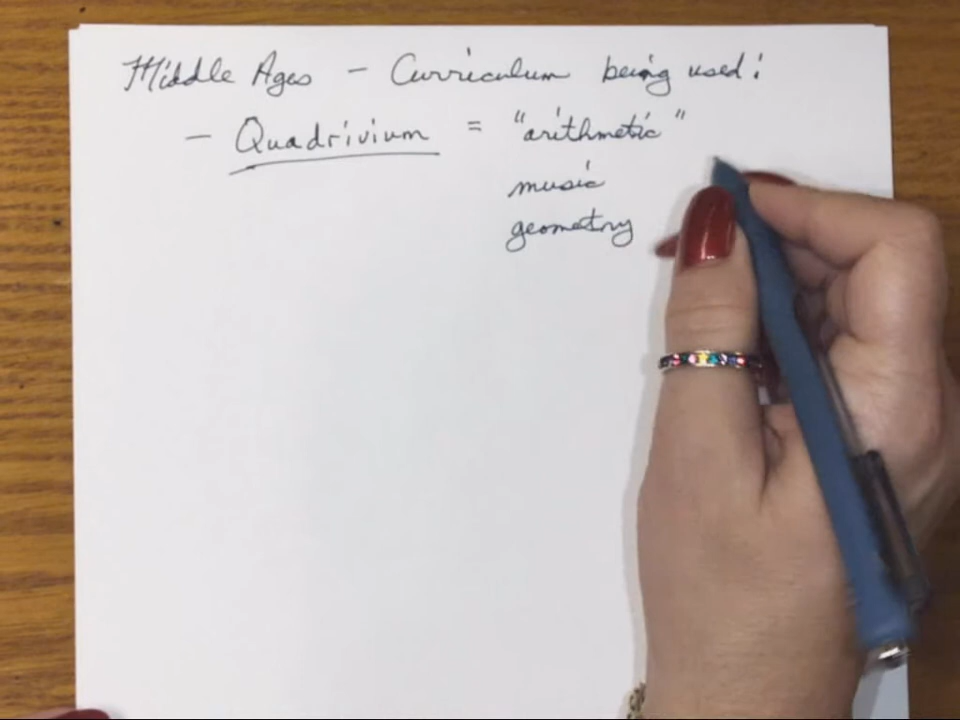 Middle Ages - Curriculum being used:
- Quadrivium = "arithmetic"
music
geometry